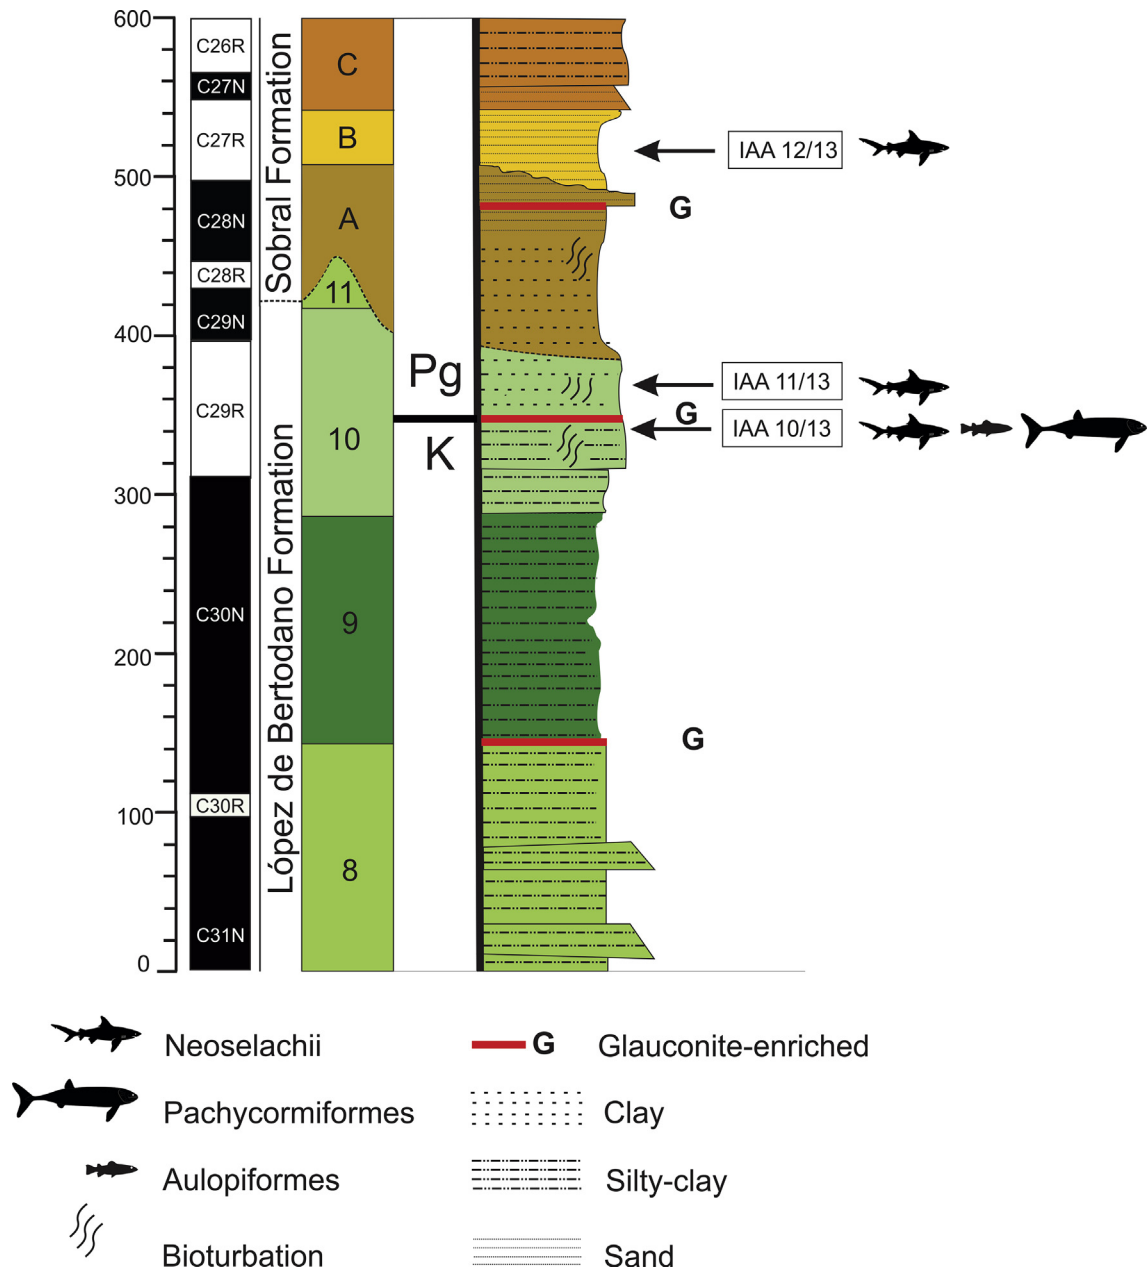 600
500
400
300
200
100
0
C26R
C27N
C27R
C28N
C28R
C29N
C29R
C30N
C30R
C31N
Sobral Formation
López de Bertodano Formation
C
B
A
11
10
9
8
Pg
K
IAA 12/13
G
IAA 11/13
G
IAA 10/13
G
Neoselachii
G Glauconite-enriched
Pachycormiformes
Clay
Aulopiformes
Silty-clay
Bioturbation
Sand